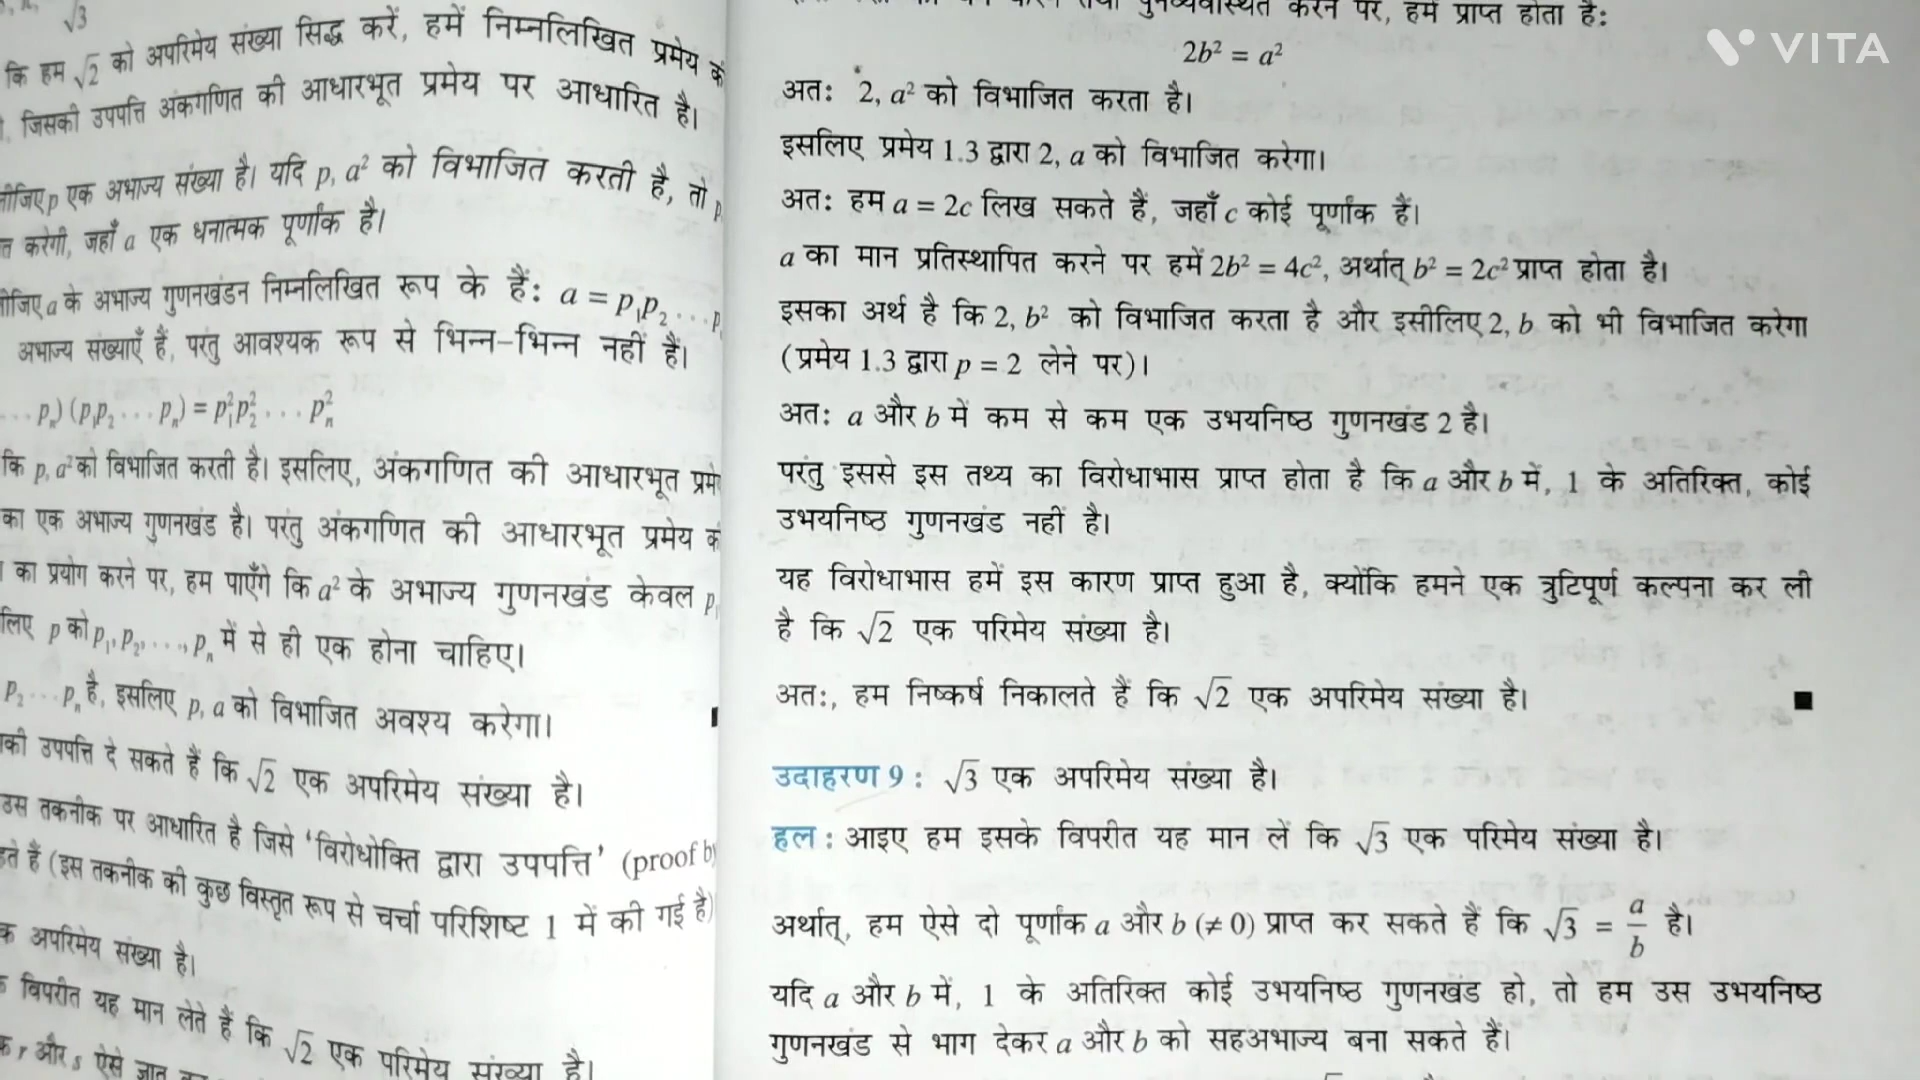 √3
कि हम √2 को अपरिमेय संख्या सिद्ध करें, हमें निम्नलिखित प्रमेय
जिसकी उपपत्ति अंकगणित की आधारभूत प्रमेय पर आधारित है।
p एक अभाज्य संख्या है। यदि p, a² को विभाजित करती है, तो p
करेगी, जहाँ a एक धनात्मक पूर्णांक है।
a के अभाज्य गुणनखंडन निम्नलिखित रूप के हैं: a = p₁p₂ . . . p
अभाज्य संख्याएँ हैं, परंतु आवश्यक रूप से भिन्न-भिन्न नहीं हैं।
. . . pₙ) (p₁p₂ . . . pₙ) = p₁²p₂² . . . pₙ²
कि p, a² को विभाजित करती है। इसलिए, अंकगणित की आधारभूत
का एक अभाज्य गुणनखंड है। परंतु अंकगणित की आधारभूत प्रमेय
का प्रयोग करने पर, हम पाएँगे कि a² के अभाज्य गुणनखंड केवल p₁
p को p₁, p₂, . . ., pₙ में से ही एक होना चाहिए।
p₂ . . . pₙ है, इसलिए p, a को विभाजित अवश्य करेगा।
उपपत्ति दे सकते हैं कि √2 एक अपरिमेय संख्या है।
उस तकनीक पर आधारित है जिसे ‘विरोधोक्ति द्वारा उपपत्ति’ (proof by
हैं (इस तकनीक की कुछ विस्तृत रूप से चर्चा परिशिष्ट 1 में की गई है)
अपरिमेय संख्या है।
विपरीत यह मान लेते हैं कि √2 एक परिमेय संख्या है।
r और s ऐसे ज्ञात
करने पर, हमें प्राप्त होता है:
2b² = a²
अतः 2, a² को विभाजित करता है।
इसलिए प्रमेय 1.3 द्वारा 2, a को विभाजित करेगा।
अतः हम a = 2c लिख सकते हैं, जहाँ c कोई पूर्णांक है।
a का मान प्रतिस्थापित करने पर हमें 2b² = 4c², अर्थात् b² = 2c² प्राप्त होता है।
इसका अर्थ है कि 2, b² को विभाजित करता है और इसीलिए 2, b को भी विभाजित करेगा
(प्रमेय 1.3 द्वारा p = 2 लेने पर)।
अतः a और b में कम से कम एक उभयनिष्ठ गुणनखंड 2 है।
परंतु इससे इस तथ्य का विरोधाभास प्राप्त होता है कि a और b में, 1 के अतिरिक्त, कोई
उभयनिष्ठ गुणनखंड नहीं है।
यह विरोधाभास हमें इस कारण प्राप्त हुआ है, क्योंकि हमने एक त्रुटिपूर्ण कल्पना कर ली
है कि √2 एक परिमेय संख्या है।
अतः, हम निष्कर्ष निकालते हैं कि √2 एक अपरिमेय संख्या है।
उदाहरण 9 : √3 एक अपरिमेय संख्या है।
हल : आइए हम इसके विपरीत यह मान लें कि √3 एक परिमेय संख्या है।
अर्थात्, हम ऐसे दो पूर्णांक a और b (≠ 0) प्राप्त कर सकते हैं कि √3 = a/b है।
यदि a और b में, 1 के अतिरिक्त कोई उभयनिष्ठ गुणनखंड हो, तो हम उस उभयनिष्ठ
गुणनखंड से भाग देकर a और b को सहअभाज्य बना सकते हैं।
VITA